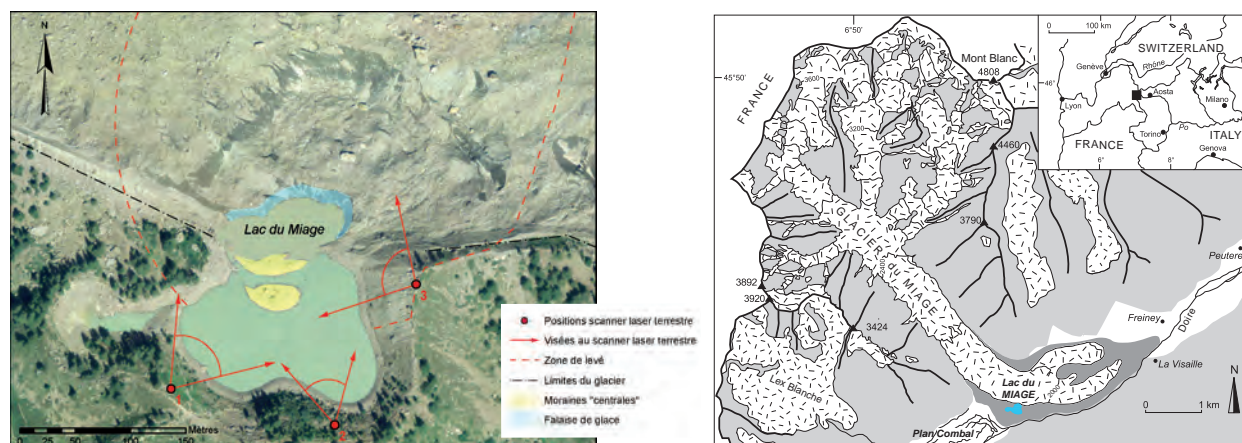 N
Lac du Miage
3
1
2
Mètres
0 25 50 100 150
Positions scanner laser terrestre
Visées au scanner laser terrestre
Zone de levé
Limites du glacier
Moraines "centrales"
Falaise de glace
6°50'
45°50'
FRANCE
3600
3200
Mont Blanc
4808
4460
3790
GLACIER du MIAGE
3892
3920
3424
Lex Blanche
Lac du
MIAGE
Plan Combal
Freiney
Peuterey
Doire
La Visaille
N
0 1 km
0 100 km
SWITZERLAND
Genève
Rhône
46°
Lyon
Aosta
Milano
Torino
Po
ITALY
FRANCE
Genova
6°
8°